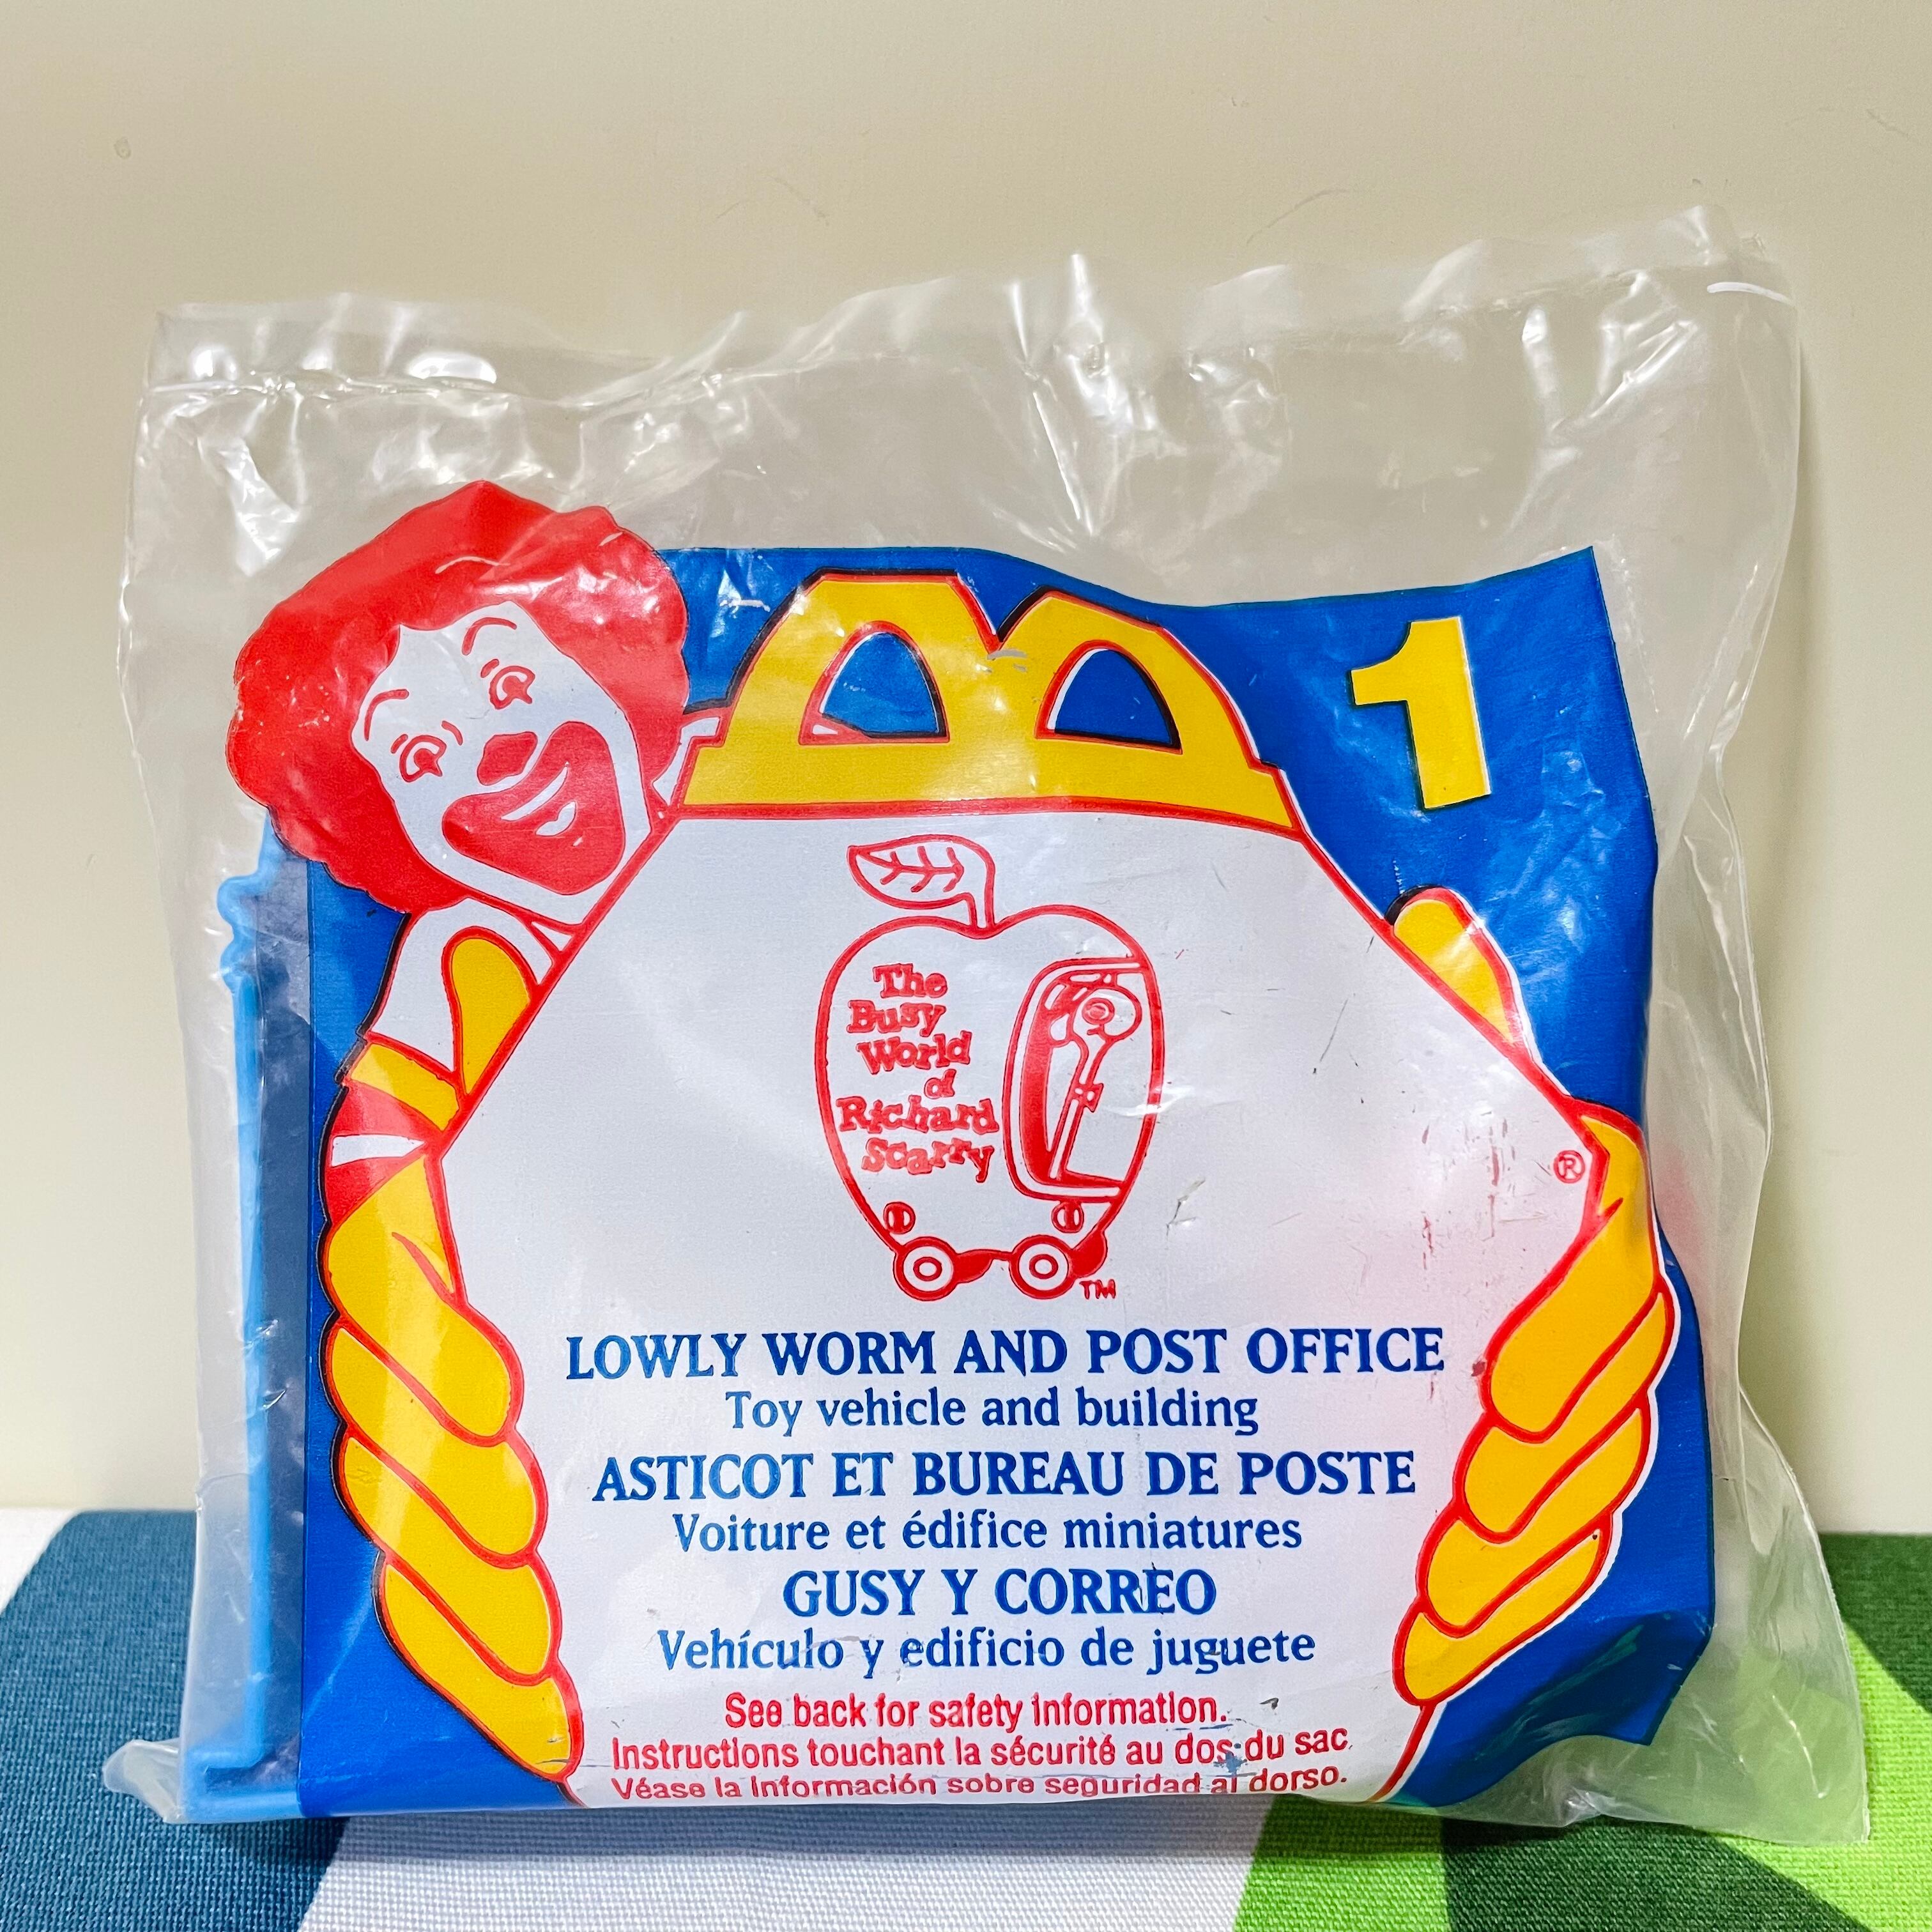 1
The
Busy
World
of
Richard
Scarry
®
TM
LOWLY WORM AND POST OFFICE
Toy vehicle and building
ASTICOT ET BUREAU DE POSTE
Voiture et édifice miniatures
GUSY Y CORREO
Vehículo y edificio de juguete
See back for safety information.
Instructions touchant la sécurité au dos du sac.
Véase la información sobre seguridad al dorso.